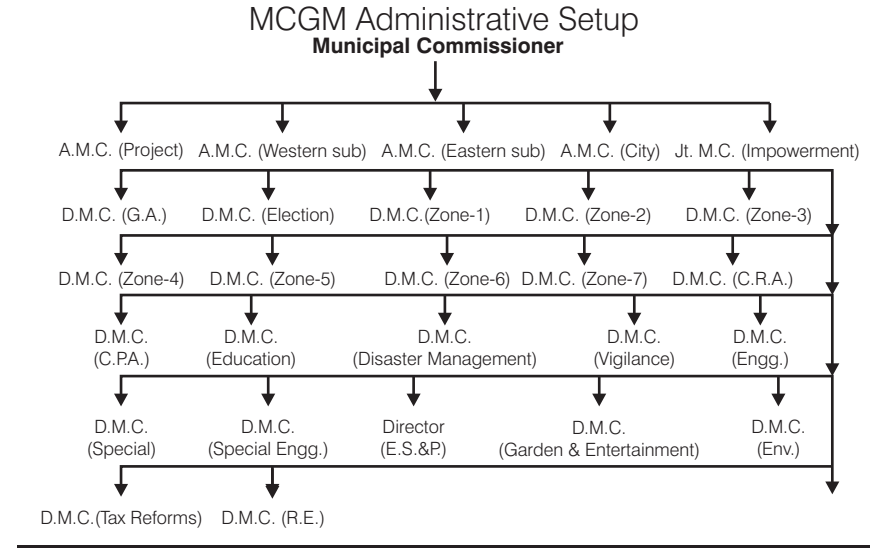 MCGM Administrative Setup
Municipal Commissioner
A.M.C. (Project) A.M.C. (Western sub) A.M.C. (Eastern sub) A.M.C. (City) Jt. M.C. (Impowerment)
D.M.C. (G.A.) D.M.C. (Election) D.M.C.(Zone-1) D.M.C. (Zone-2) D.M.C. (Zone-3)
D.M.C. (Zone-4) D.M.C. (Zone-5) D.M.C. (Zone-6) D.M.C. (Zone-7) D.M.C. (C.R.A.)
D.M.C. D.M.C. D.M.C. D.M.C. D.M.C.
(C.P.A.) (Education) (Disaster Management) (Vigilance) (Engg.)
D.M.C. D.M.C. Director D.M.C. D.M.C.
(Special) (Special Engg.) (E.S.&P.) (Garden & Entertainment) (Env.)
D.M.C.(Tax Reforms) D.M.C. (R.E.)